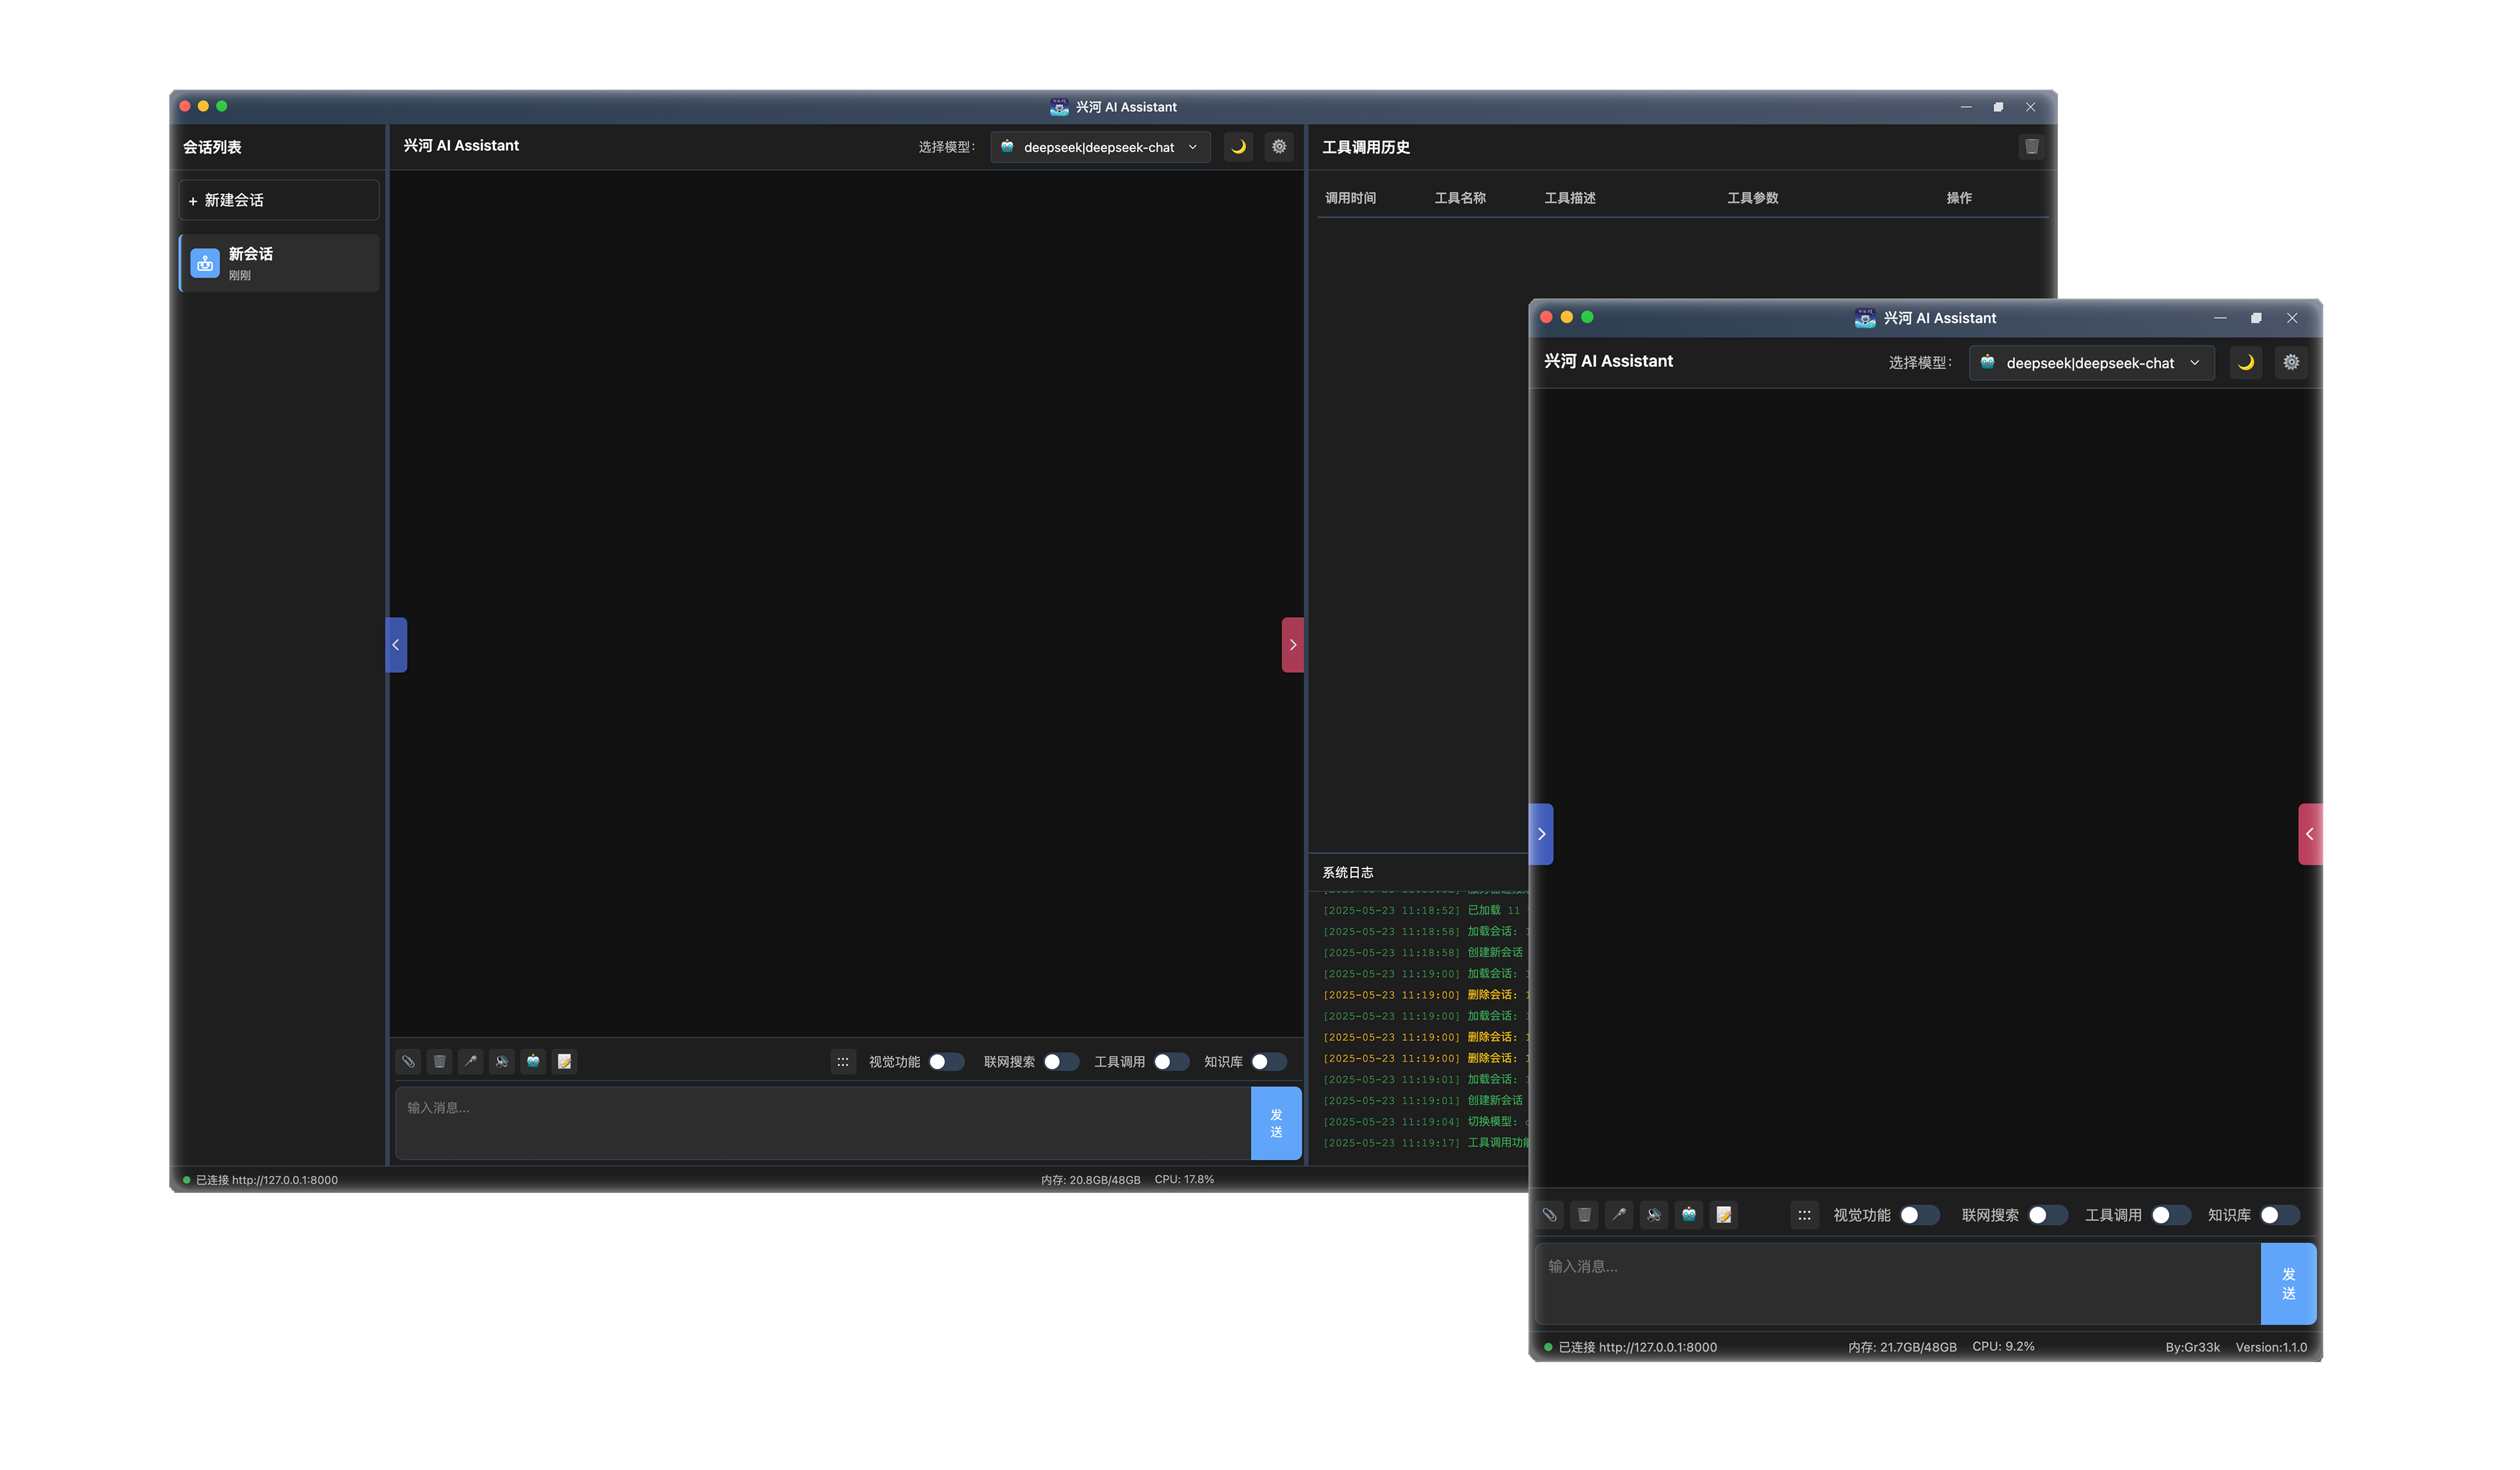 兴河 AI Assistant
会话列表
+ 新建会话
新会话
刚刚
兴河 AI Assistant
选择模型：
deepseek|deepseek-chat
工具调用历史
调用时间 工具名称 工具描述 工具参数 操作
系统日志
[2025-05-23 11:18:52] 已加载 11
[2025-05-23 11:18:58] 加载会话: 1
[2025-05-23 11:18:58] 创建新会话
[2025-05-23 11:19:00] 加载会话: 1
[2025-05-23 11:19:00] 删除会话: 1
[2025-05-23 11:19:00] 加载会话: 1
[2025-05-23 11:19:00] 删除会话: 1
[2025-05-23 11:19:00] 删除会话: 1
[2025-05-23 11:19:01] 加载会话: 1
[2025-05-23 11:19:01] 创建新会话
[2025-05-23 11:19:04] 切换模型:
[2025-05-23 11:19:17] 工具调用功能
视觉功能 联网搜索 工具调用 知识库
输入消息...
发
送
已连接 http://127.0.0.1:8000
内存: 20.8GB/48GB CPU: 17.8%
兴河 AI Assistant
兴河 AI Assistant
选择模型：
deepseek|deepseek-chat
视觉功能 联网搜索 工具调用 知识库
输入消息...
发
送
已连接 http://127.0.0.1:8000
内存: 21.7GB/48GB CPU: 9.2%
By:Gr33k Version:1.1.0